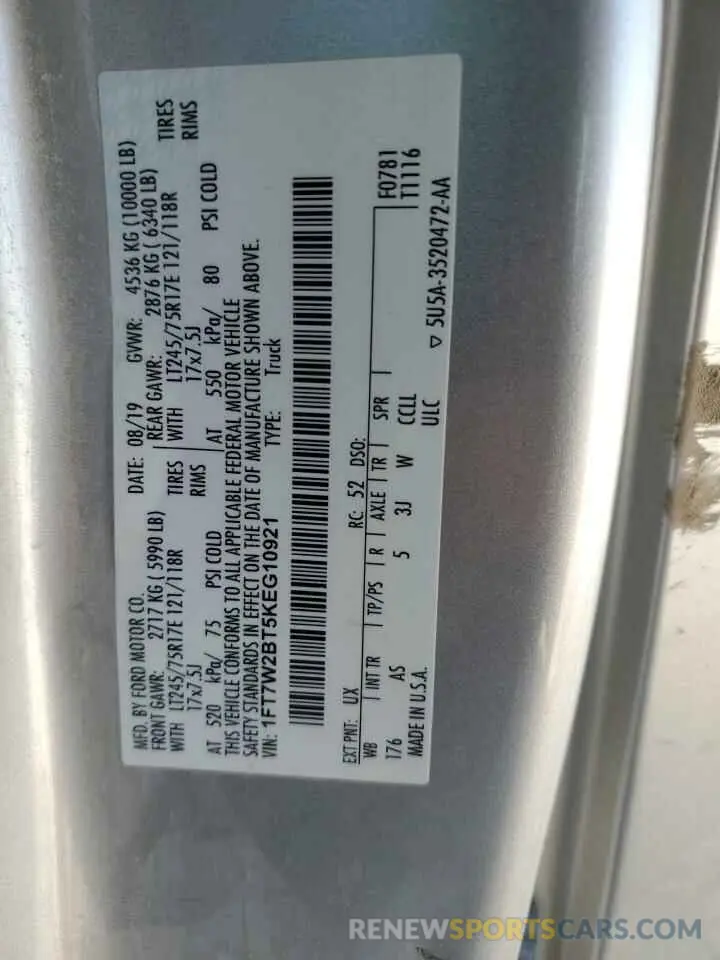 MFD. BY FORD MOTOR CO.
DATE: 08/19 GVWR: 4536 KG (10000 LB)
FRONT GAWR: 2717 KG ( 5990 LB) REAR GAWR: 2876 KG ( 6340 LB)
WITH LT245/75R17E 121/118R TIRES WITH LT245/75R17E 121/118R TIRES
17x7.5J RIMS 17x7.5J RIMS
AT 520 kPa/ 75 PSI COLD AT 550 kPa/ 80 PSI COLD
THIS VEHICLE CONFORMS TO ALL APPLICABLE FEDERAL MOTOR VEHICLE
SAFETY STANDARDS IN EFFECT ON THE DATE OF MANUFACTURE SHOWN ABOVE.
VIN: 1FT7W2BT5KEG10921 TYPE: Truck
EXT PNT: UX RC: 52 DSO:
WB INT TR TP/PS R AXLE TR SPR F0781
176 AS 5 3J W CCLL T1116
MADE IN U.S.A. ULC
▽ 5U5A-3520472-AA
RENEWSPORTSCARS.COM